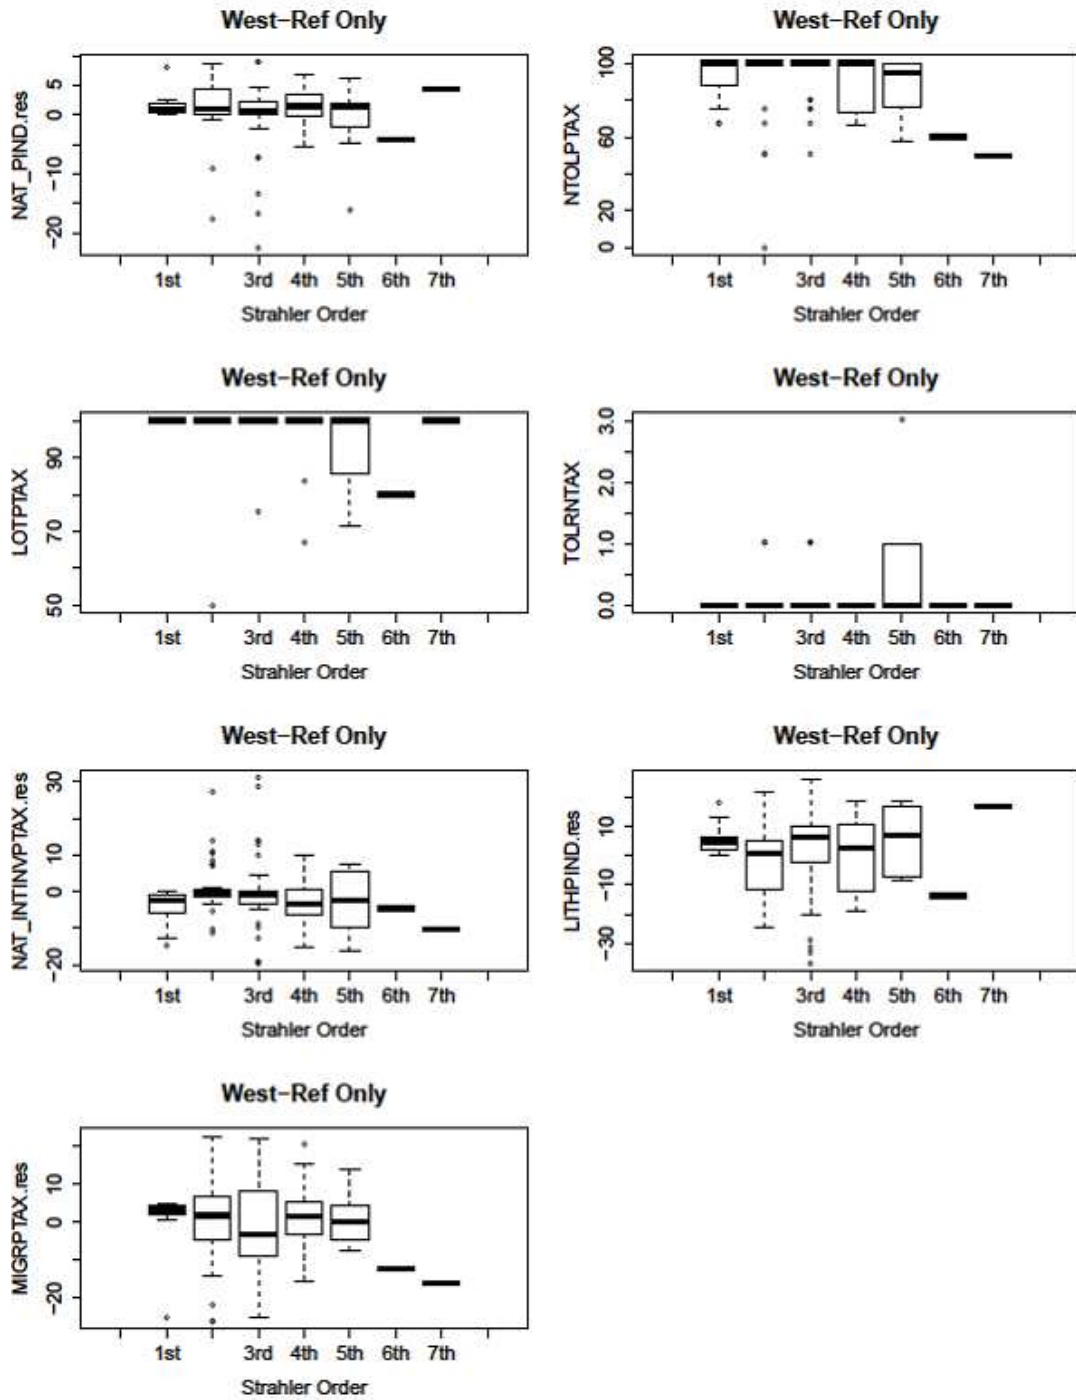 West-Ref Only
NAT_PIND.res
5
0
-10
-20
1st 3rd 4th 5th 6th 7th
Strahler Order
West-Ref Only
NTOLPTAX
100
60
20
0
1st 3rd 4th 5th 6th 7th
Strahler Order
West-Ref Only
LOTPTAX
90
70
50
1st 3rd 4th 5th 6th 7th
Strahler Order
West-Ref Only
TOLRNTAX
3.0
2.0
1.0
0.0
1st 3rd 4th 5th 6th 7th
Strahler Order
West-Ref Only
NAT_INTINVPTAX.res
30
10
0
-20
1st 3rd 4th 5th 6th 7th
Strahler Order
West-Ref Only
LITHPIND.res
10
-10
-30
1st 3rd 4th 5th 6th 7th
Strahler Order
West-Ref Only
MIGRPTAX.res
10
0
-20
1st 3rd 4th 5th 6th 7th
Strahler Order